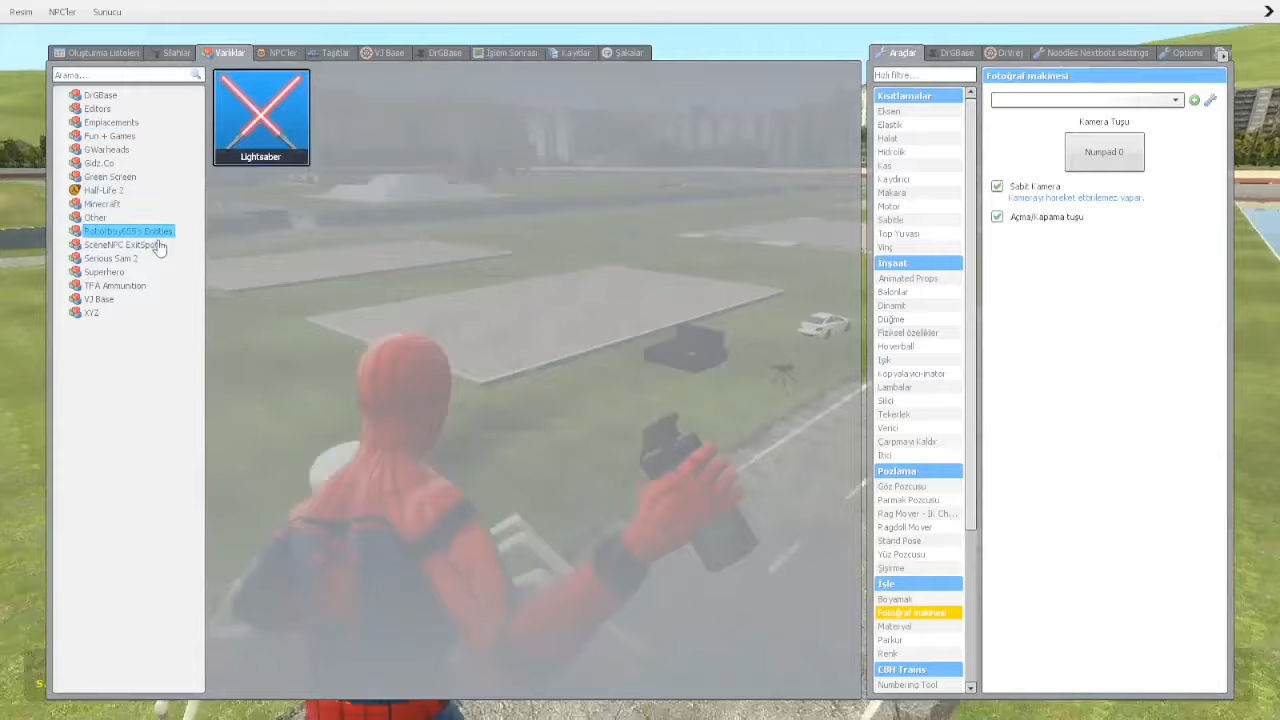 Resim NPC'ler Sunucu
Oluşturma Listeleri Silahlar Varlıklar NPC'ler Taşıtlar VJ Base DrGBase İşlem Sonrası Kayıtlar Şakalar
Arama...
DrGBase
Editors
Emplacements
Fun + Games
GWarheads
Gidz.Co
Green Screen
Half-Life 2
Minecraft
Other
Robotboy655's Entities
SceneNPC ExitSpots
Serious Sam 2
Superhero
TFA Ammunition
VJ Base
XYZ
Lightsaber
Araçlar DrGBase DrVrej Noodles Nextbots settings Options
Hızlı filtre...
Kısıtlamalar
Eksen
Elastik
Halat
Hidrolik
Kas
Kaydırıcı
Makara
Motor
Sabitle
Top Yuvası
Vinç
İnşaat
Animated Props
Balonlar
Dinamit
Düğme
Fiziksel özellikler
Hoverball
Işık
Kopyalayıcı-inator
Lambalar
Silici
Tekerlek
Verici
Çarpmayı Kaldır
İtici
Pozlama
Göz Pozcusu
Parmak Pozcusu
Rag Mover - IK Ch...
Ragdoll Mover
Stand Pose
Yüz Pozcusu
Şişirme
İşle
Boyamak
Fotoğraf makinesi
Materyal
Parkur
Renk
CBH Trains
Numbering Tool
Fotoğraf makinesi
Kamera Tuşu
Numpad 0
Sabit Kamera
Kamerayı hareket etbrilemez yapar.
Açma/Kapama tuşu